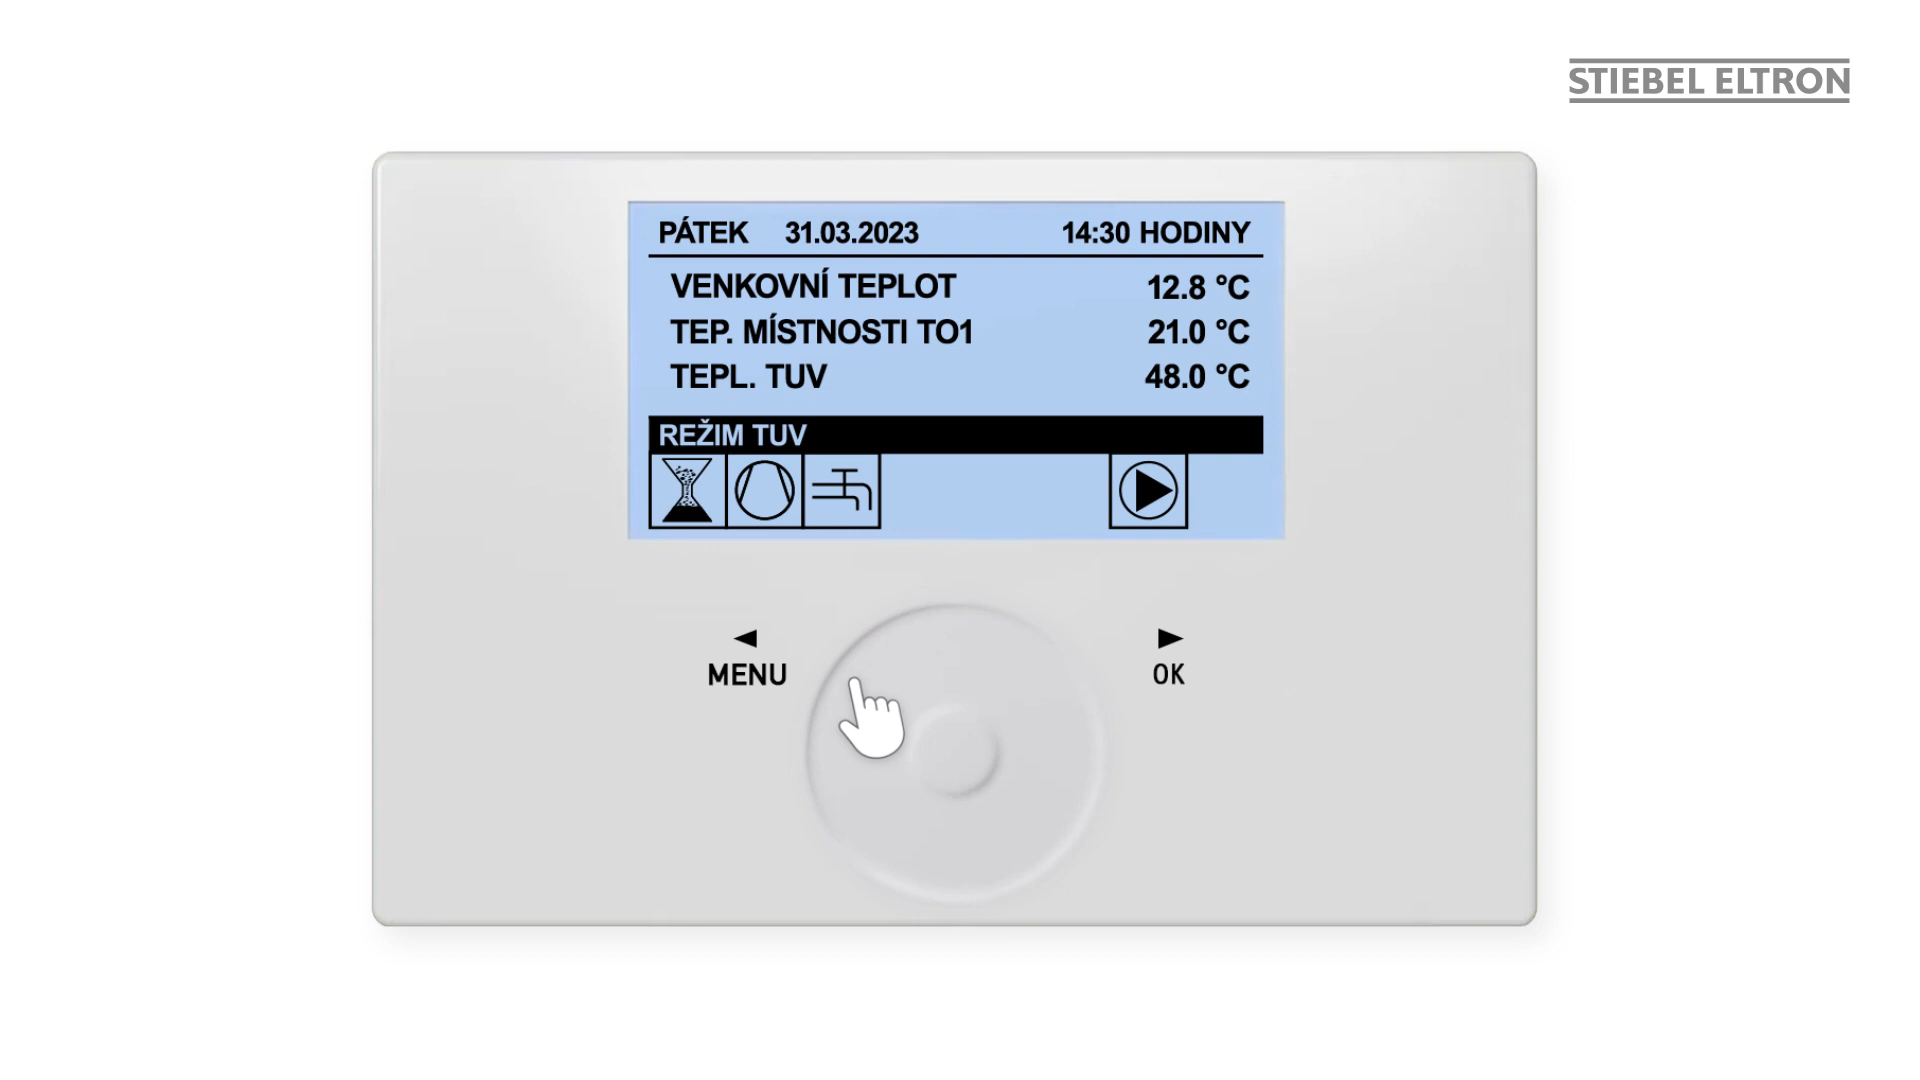 STIEBEL ELTRON
PÁTEK 31.03.2023 14:30 HODINY
VENKOVNÍ TEPLOT 12.8 °C
TEP. MÍSTNOSTI TO1 21.0 °C
TEPL. TUV 48.0 °C
REŽIM TUV
MENU
OK